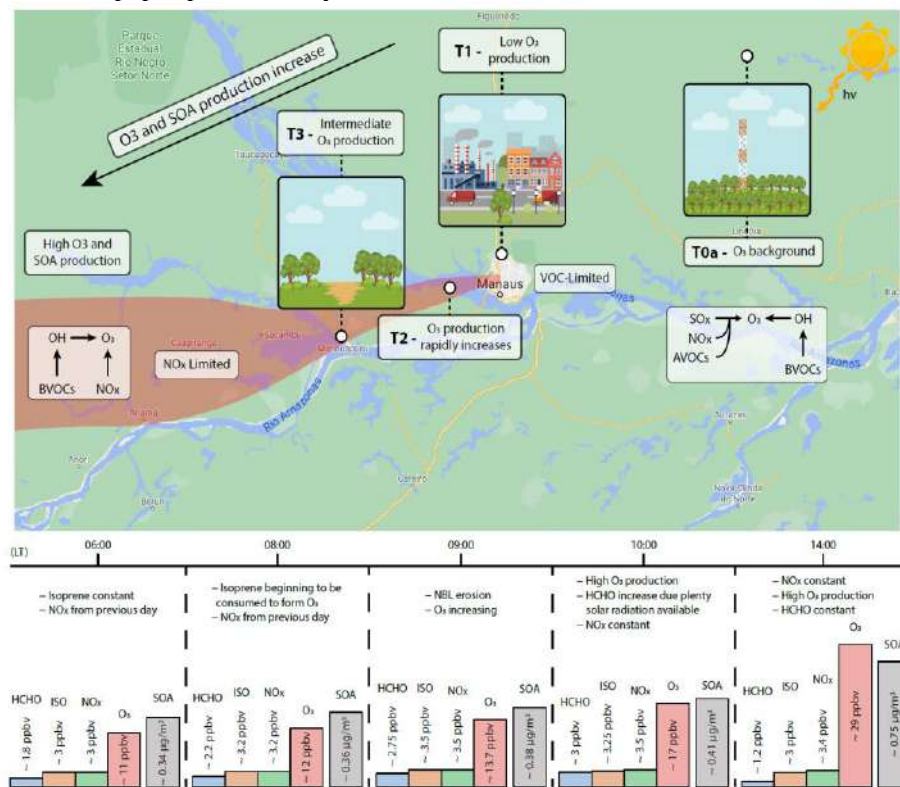 Figueiredo
Parque
Estadual
Rio Negro
Setor Norte
O3 and SOA production increase
T1 - Low O₃
production
hν
T3 - Intermediate
O₃ production
High O3 and
SOA production
T0a - O₃ background
Manaus
VOC-Limited
T2 - O₃ production
rapidly increases
OH → O₃
BVOCs NOx
NOx Limited
SOx → O₃ ← OH
NOx
AVOCs
BVOCs
Rio Amazonas
Careiro
(LT) 06:00 08:00 09:00 10:00 14:00
– Isoprene constant
– NOx from previous day
– Isoprene beginning to be
consumed to form O₃
– NOx from previous day
– NBL erosion
– O₃ increasing
– High O₃ production
– HCHO increase due plenty
solar radiation available
– NOx constant
– NOx constant
– High O₃ production
– HCHO constant
HCHO ISO NOx O₃ SOA
~ 1,8 ppbv ~ 3 ppbv ~ 3 ppbv ~ 11 ppbv ~ 0.34 µg/m³
HCHO ISO NOx O₃ SOA
~ 2.2 ppbv ~ 3.2 ppbv ~ 3.2 ppbv ~ 12 ppbv ~ 0.36 µg/m³
HCHO ISO NOx O₃ SOA
~ 2.75 ppbv ~ 3.5 ppbv ~ 3.5 ppbv ~ 13.7 ppbv ~ 0.38 µg/m³
HCHO ISO NOx O₃ SOA
~ 3 ppbv ~ 3.25 ppbv ~ 3.5 ppbv ~ 17 ppbv ~ 0.41 µg/m³
HCHO ISO NOx O₃ SOA
~ 1.2 ppbv ~ 3 ppbv ~ 3.4 ppbv ~ 29 ppbv ~ 0.75 µg/m³